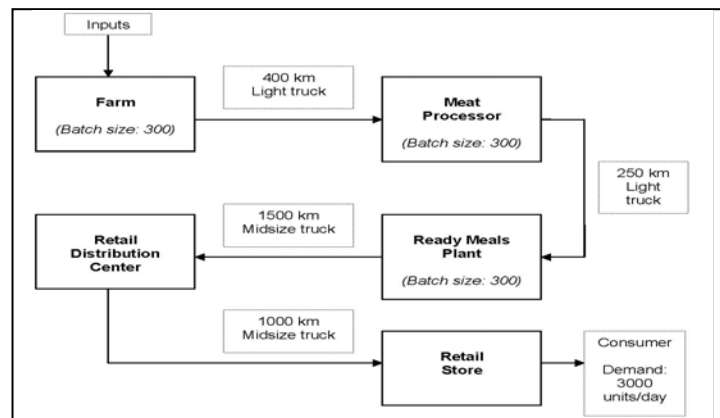 Inputs
400 km
Light truck
Farm
(Batch size: 300)
Meat
Processor
(Batch size: 300)
250 km
Light
truck
1500 km
Midsize truck
Retail
Distribution
Center
Ready Meals
Plant
(Batch size: 300)
1000 km
Midsize truck
Retail
Store
Consumer
Demand:
3000
units/day